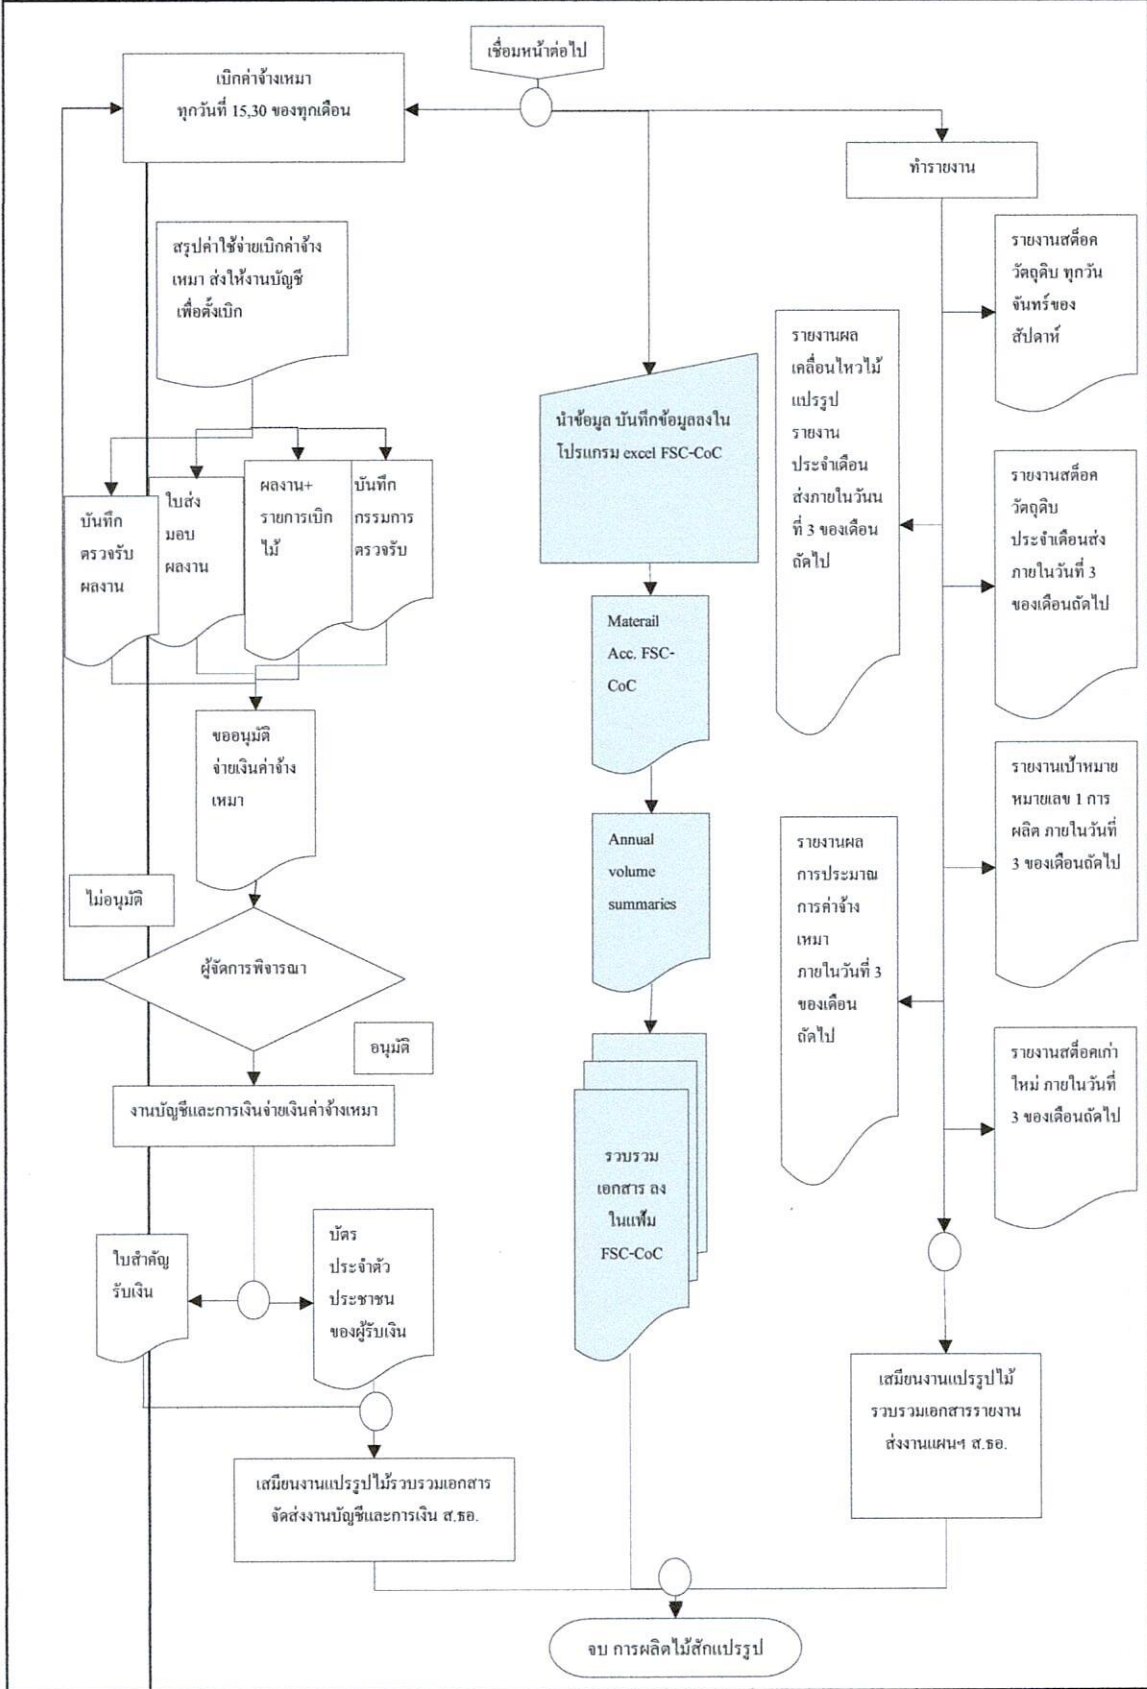 เชื่อมหน้าต่อไป
เบิกค่าจ้างเหมา
ทุกวันที่ 15,30 ของทุกเดือน
ทำรายงาน
สรุปค่าใช้จ่ายเบิกค่าจ้าง
เหมา ส่งให้งานบัญชี
เพื่อตั้งเบิก
บันทึก
ตรวจรับ
ผลงาน
ใบส่ง
มอบ
ผลงาน
ผลงาน+
รายการเบิก
ไม้
บันทึก
กรรมการ
ตรวจรับ
ขออนุมัติ
จ่ายเงินค่าจ้าง
เหมา
ไม่อนุมัติ
ผู้จัดการพิจารณา
อนุมัติ
งานบัญชีและการเงินจ่ายเงินค่าจ้างเหมา
ใบสำคัญ
รับเงิน
บัตร
ประจำตัว
ประชาชน
ของผู้รับเงิน
เสมียนงานแปรรูปไม้รวบรวมเอกสาร
จัดส่งงานบัญชีและการเงิน ส.ธอ.
นำข้อมูล บันทึกข้อมูลลงใน
โปรแกรม excel FSC-CoC
Materail
Acc. FSC-
CoC
Annual
volume
summaries
รวบรวม
เอกสาร ลง
ในแฟ้ม
FSC-CoC
รายงานผล
เคลื่อนไหวไม้
แปรรูป
รายงาน
ประจำเดือน
ส่งภายในวันน
ที่ 3 ของเดือน
ถัดไป
รายงานผล
การประมาณ
การค่าจ้าง
เหมา
ภายในวันที่ 3
ของเดือน
ถัดไป
รายงานสต็อค
วัตถุดิบ ทุกวัน
จันทร์ของ
สัปดาห์
รายงานสต็อค
วัตถุดิบ
ประจำเดือนส่ง
ภายในวันที่ 3
ของเดือนถัดไป
รายงานเป้าหมาย
หมายเลข 1 การ
ผลิต ภายในวันที่
3 ของเดือนถัดไป
รายงานสต็อคเก่า
ใหม่ ภายในวันที่
3 ของเดือนถัดไป
เสมียนงานแปรรูปไม้
รวบรวมเอกสารรายงาน
ส่งงานแผนฯ ส.ธอ.
จบ การผลิตไม้สักแปรรูป